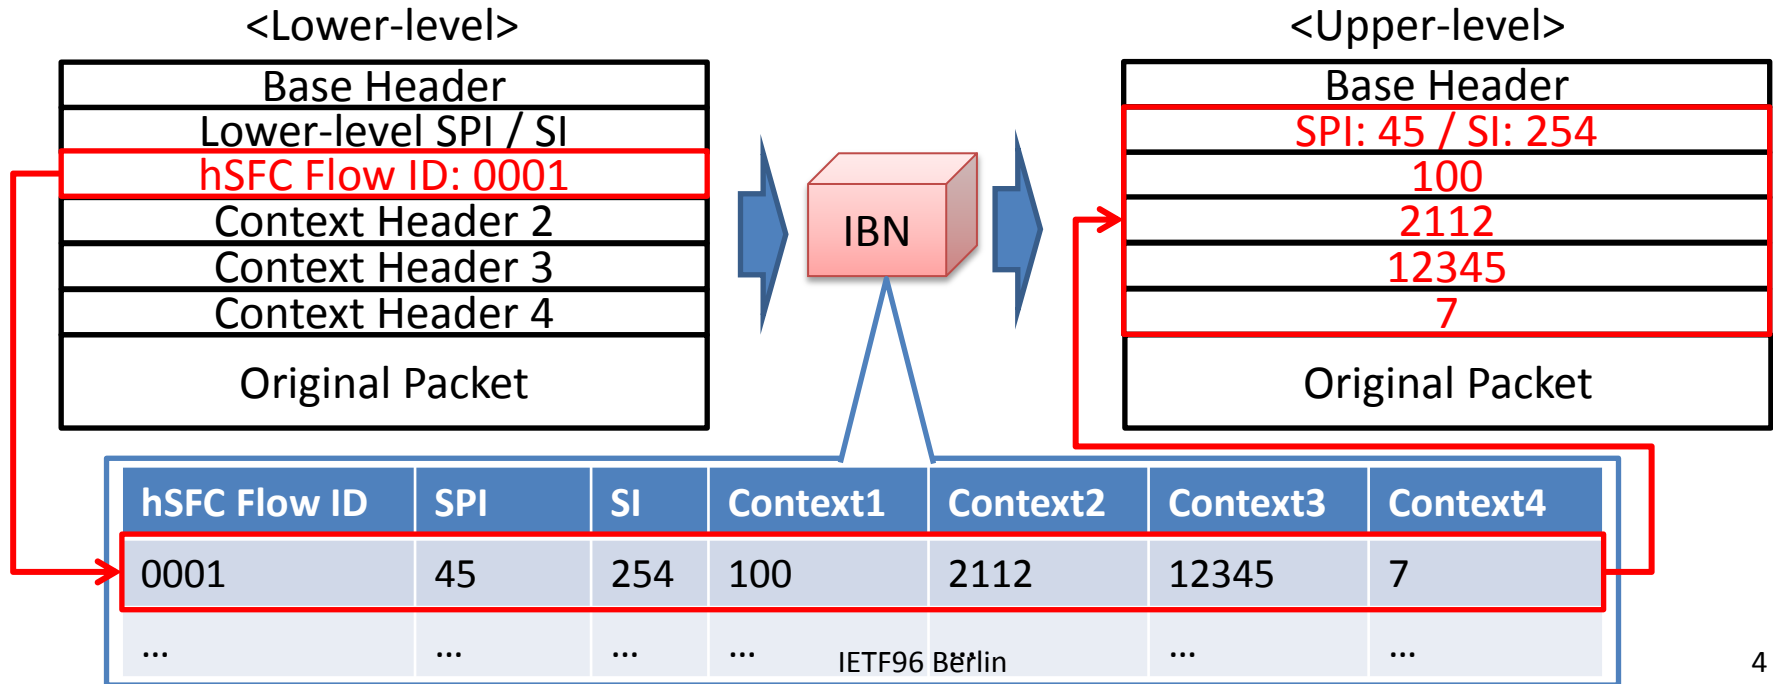 <Lower-level>
Base Header
Lower-level SPI / SI
hSFC Flow ID: 0001
Context Header 2
Context Header 3
Context Header 4
Original Packet
IBN
<Upper-level>
Base Header
SPI: 45 / SI: 254
100
2112
12345
7
Original Packet
hSFC Flow ID SPI SI Context1 Context2 Context3 Context4
0001 45 254 100 2112 12345 7
... ... ... ... ... ... ...
IETF96 Berlin
4